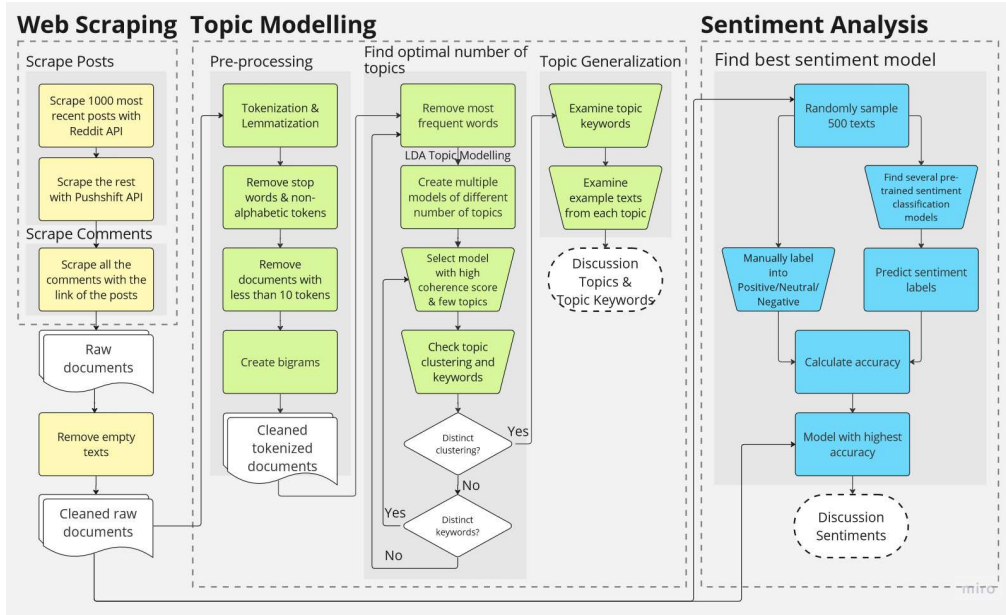 Web Scraping
Topic Modelling
Sentiment Analysis
Scrape Posts
Scrape 1000 most
recent posts with
Reddit API
Scrape the rest
with Pushshift API
Scrape Comments
Scrape all the
comments with the
link of the posts
Raw
documents
Remove empty
texts
Cleaned raw
documents
Pre-processing
Tokenization &
Lemmatization
Remove stop
words & non-
alphabetic tokens
Remove
documents with
less than 10 tokens
Create bigrams
Cleaned
tokenized
documents
Find optimal number of
topics
Remove most
frequent words
LDA Topic Modelling
Create multiple
models of different
number of topics
Select model
with high
coherence score
& few topics
Check topic
clustering and
keywords
Distinct
clustering?
Yes
No
Distinct
keywords?
Yes
No
Topic Generalization
Examine topic
keywords
Examine
example texts
from each topic
Discussion
Topics &
Topic Keywords
Find best sentiment model
Randomly sample
500 texts
Find several pre-
trained sentiment
classification
models
Manually label
into
Positive/Neutral/
Negative
Predict sentiment
labels
Calculate accuracy
Model with highest
accuracy
Discussion
Sentiments
miro